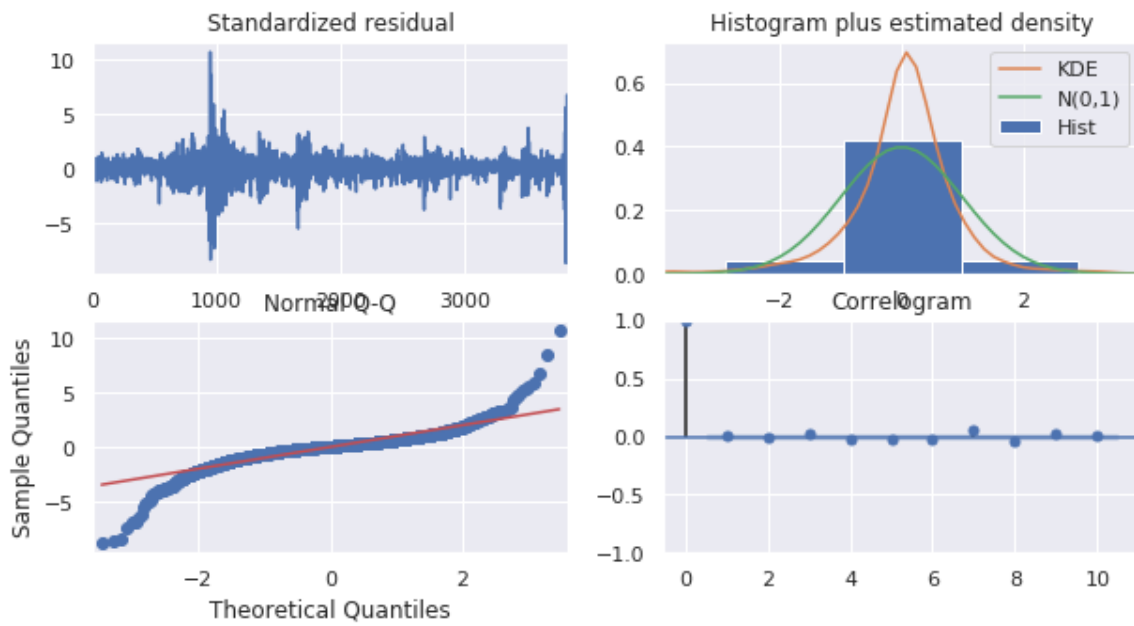 Standardized residual
10
5
0
−5
0 1000 2000 3000
Histogram plus estimated density
0.6
0.4
0.2
0.0
KDE
N(0,1)
Hist
−2 0 2
Normal Q-Q
Sample Quantiles
10
5
0
−5
−2 0 2
Theoretical Quantiles
Correlogram
1.0
0.5
0.0
−0.5
−1.0
0 2 4 6 8 10